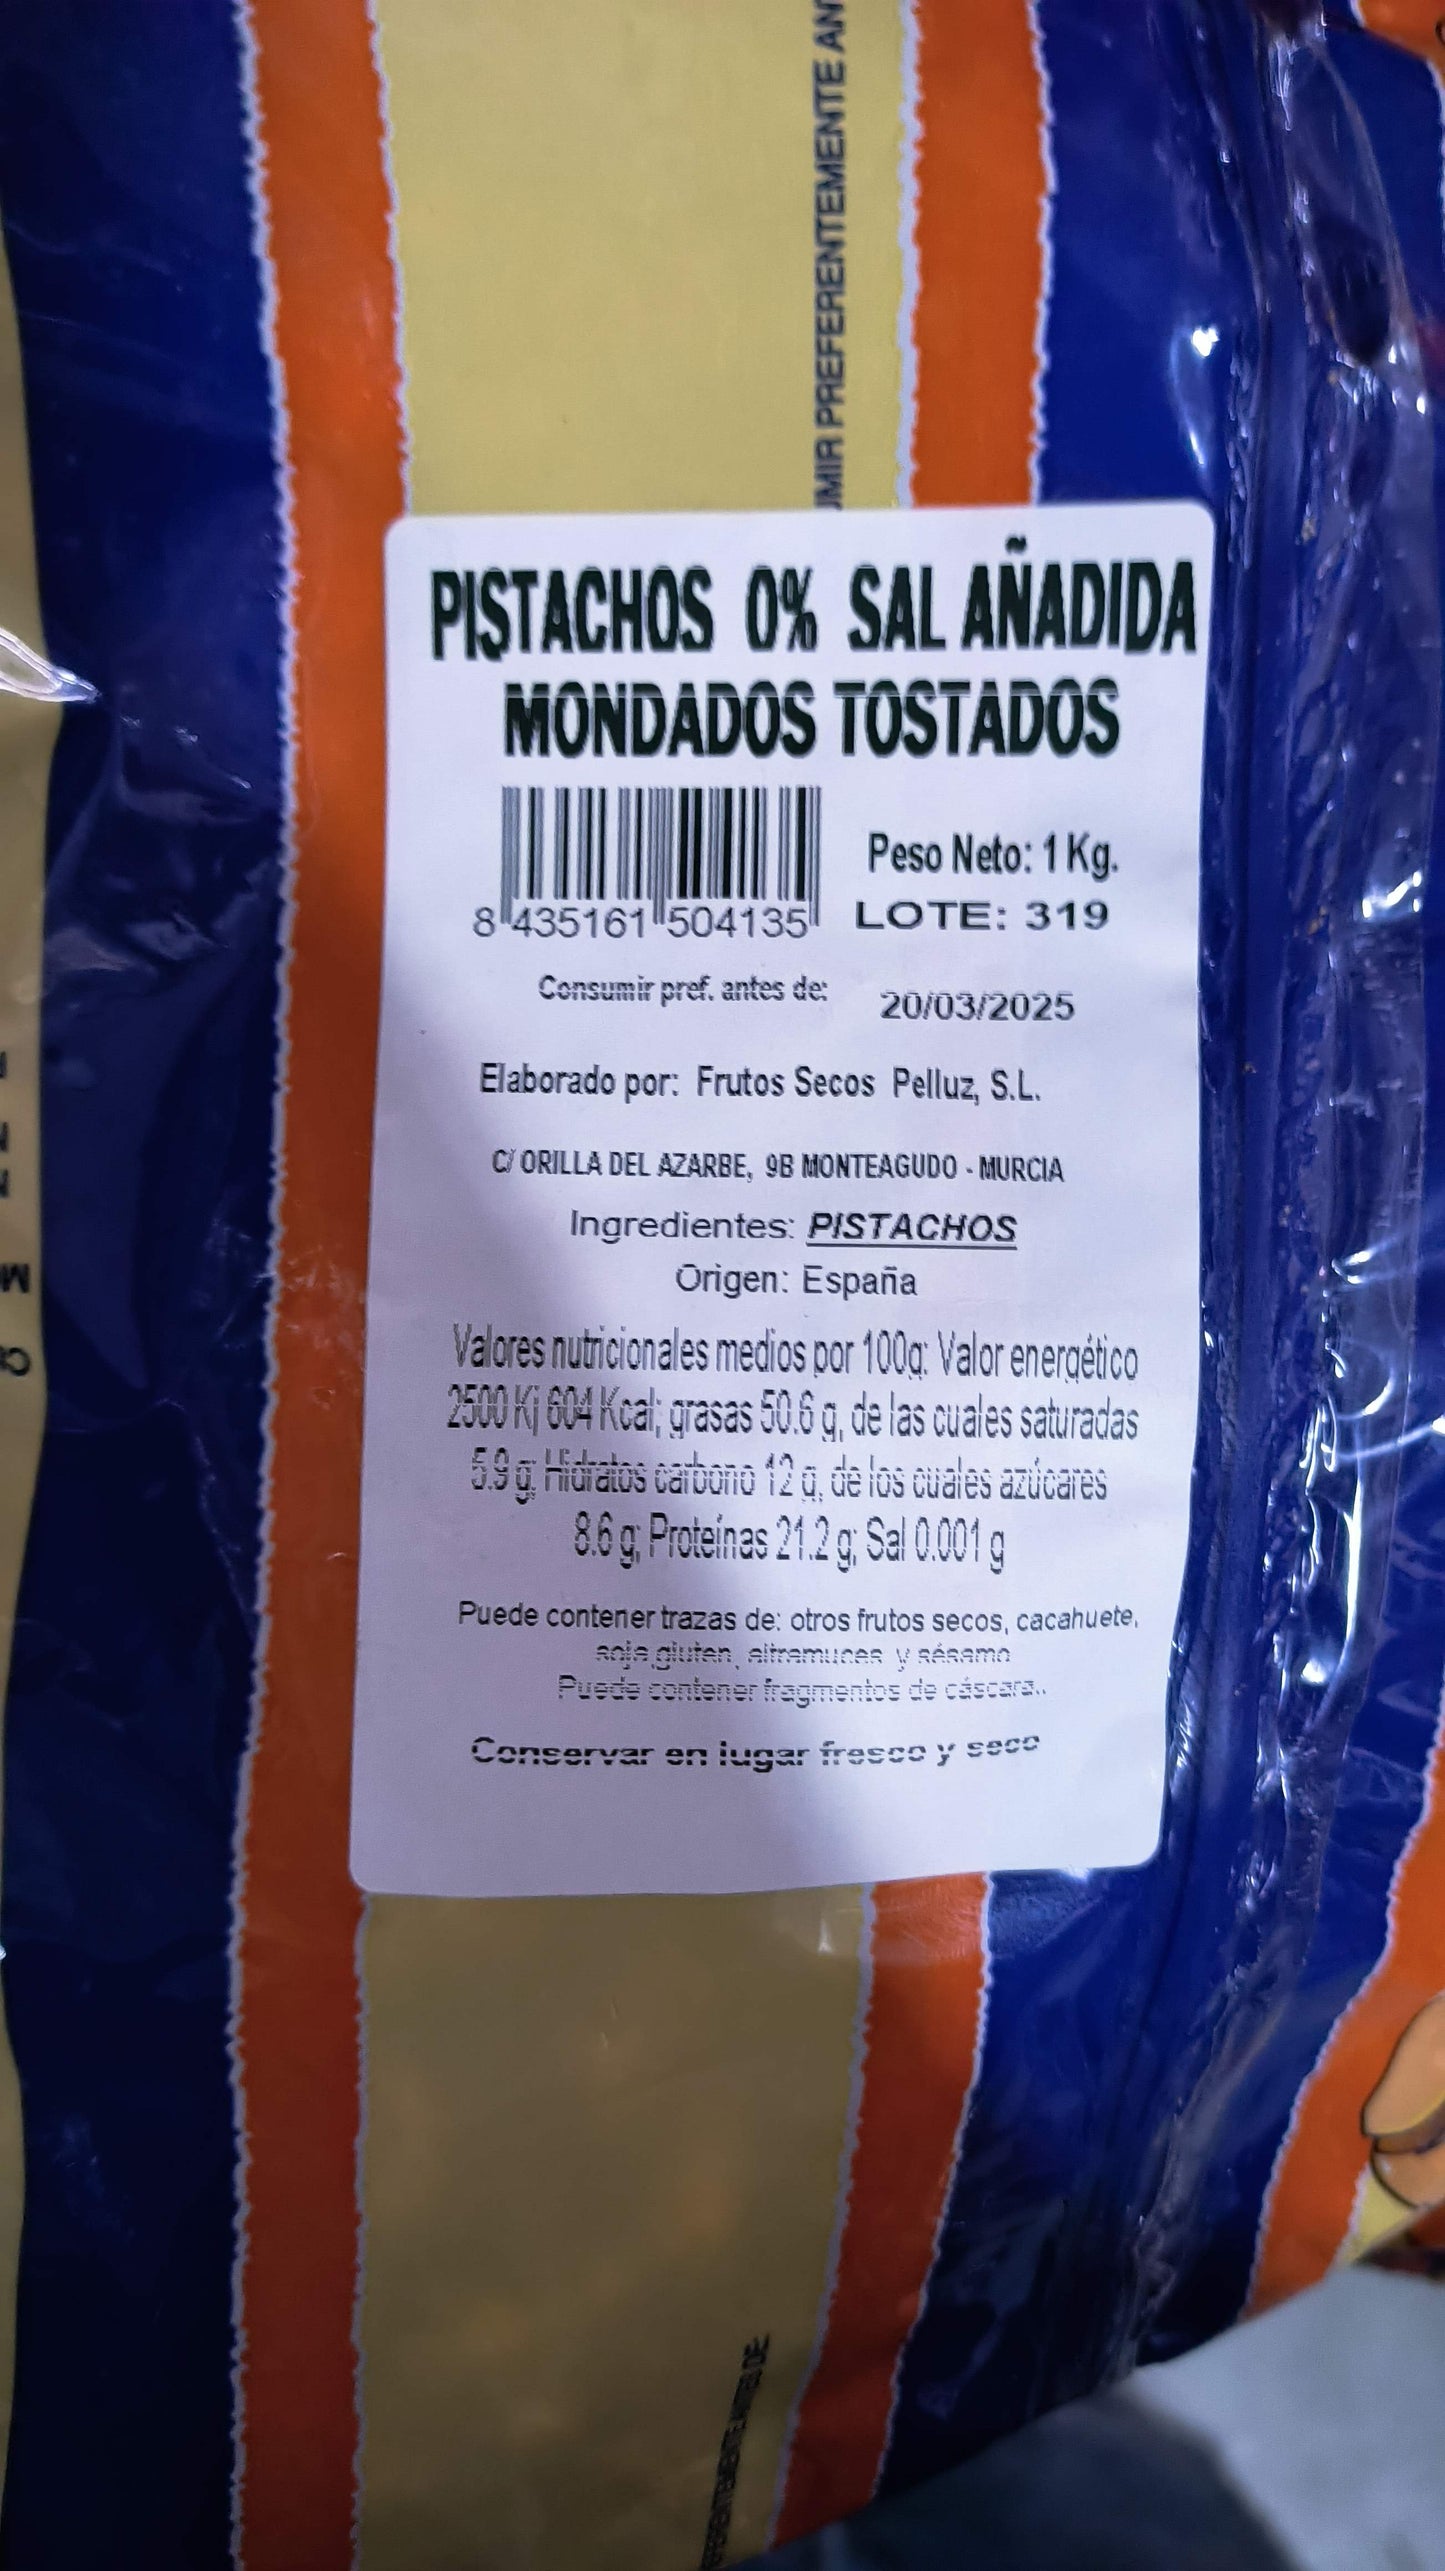 UMIR PREFERENTEMENTE AN
PISTACHOS 0% SAL AÑADIDA
MONDADOS TOSTADOS
8 435161 504135
Peso Neto: 1 Kg.
LOTE: 319
Consumir pref. antes de: 20/03/2025
Elaborado por: Frutos Secos Pelluz, S.L.
C/ ORILLA DEL AZARBE, 9B MONTEAGUDO - MURCIA
Ingredientes: PISTACHOS
Origen: España
Valores nutricionales medios por 100g: Valor energético
2500 Kj 604 Kcal; grasas 50.6 g, de las cuales saturadas
5.9 g; Hidratos carbono 12 g, de los cuales azúcares
8.6 g; Proteínas 21.2 g; Sal 0.001 g
Puede contener trazas de: otros frutos secos, cacahuete,
soja,gluten, altramuces y sésamo
Puede contener fragmentos de cáscara..
Conservar en lugar fresco y seco
FERENTEMENTE ANTES DE: